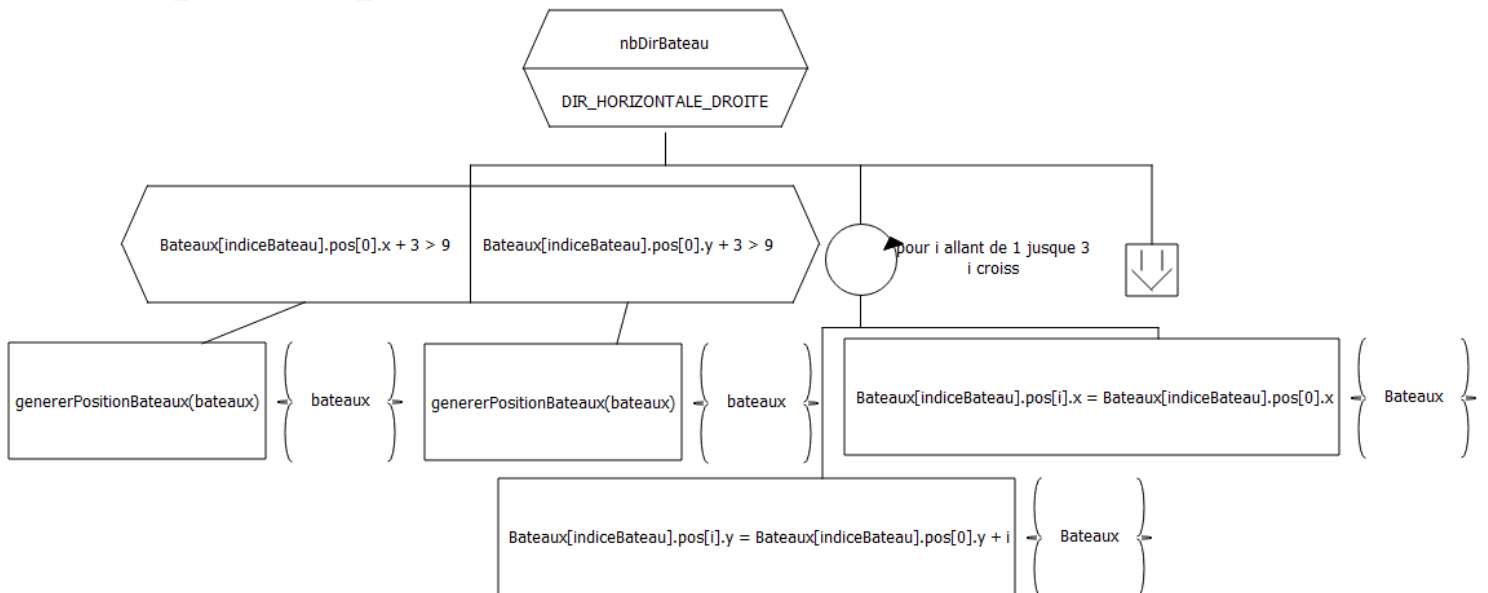 nbDirBateau
DIR_HORIZONTALE_DROITE
Bateaux[indiceBateau].pos[0].x + 3 > 9
Bateaux[indiceBateau].pos[0].y + 3 > 9
pour i allant de 1 jusque 3
i croiss
genererPositionBateaux(bateaux)
bateaux
genererPositionBateaux(bateaux)
bateaux
Bateaux[indiceBateau].pos[i].x = Bateaux[indiceBateau].pos[0].x
Bateaux
Bateaux[indiceBateau].pos[i].y = Bateaux[indiceBateau].pos[0].y + i
Bateaux